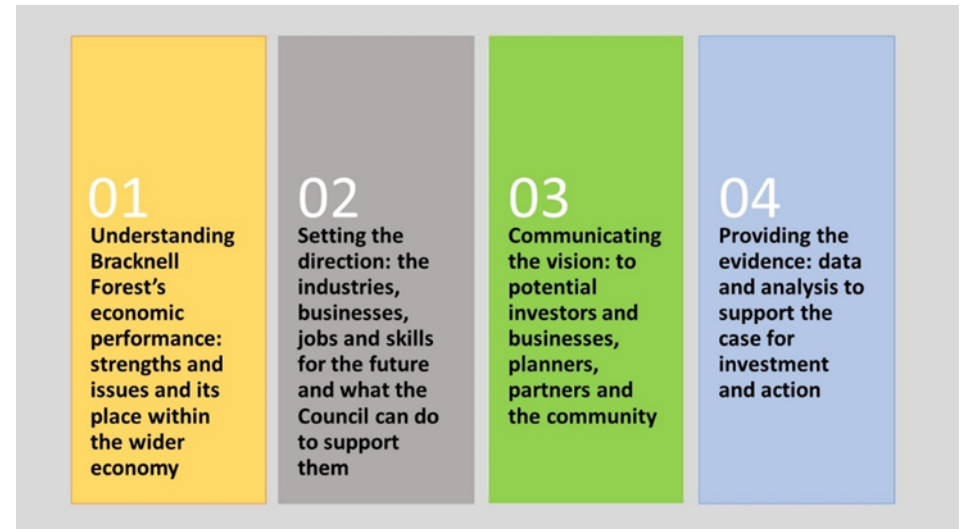 01
Understanding
Bracknell
Forest's
economic
performance:
strengths and
issues and its
place within
the wider
economy
02
Setting the
direction: the
industries,
businesses,
jobs and skills
for the future
and what the
Council can do
to support
them
03
Communicating
the vision: to
potential
investors and
businesses,
planners,
partners and
the community
04
Providing the
evidence: data
and analysis to
support the
case for
investment
and action